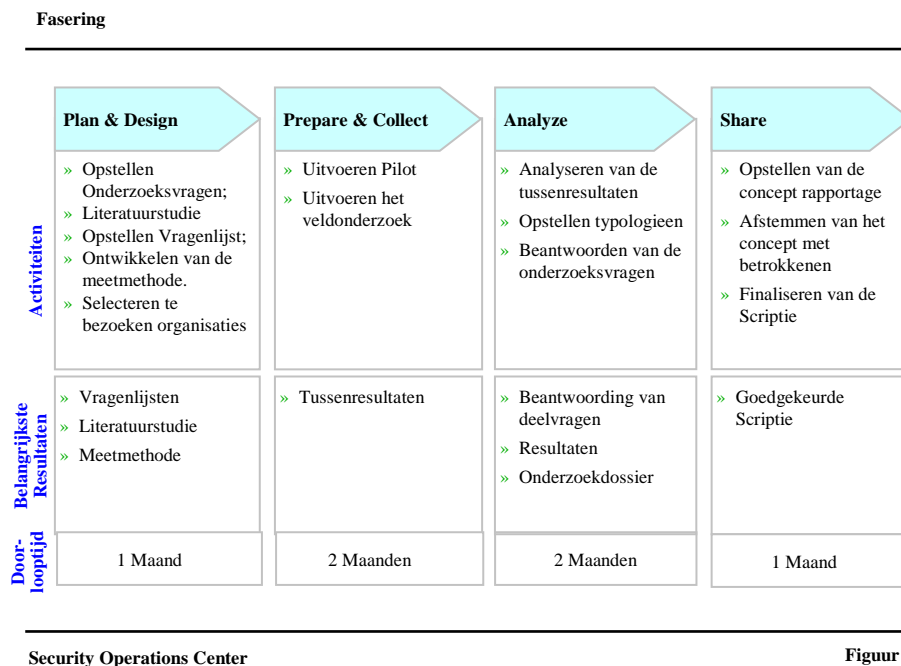 Fasering
Plan & Design
Prepare & Collect
Analyze
Share
Activiteiten
» Opstellen
Onderzoeksvragen;
» Literatuurstudie
» Opstellen Vragenlijst;
» Ontwikkelen van de
meetmethode.
» Selecteren te
bezoeken organisaties
» Uitvoeren Pilot
» Uitvoeren het
veldonderzoek
» Analyseren van de
tussenresultaten
» Opstellen typologieen
» Beantwoorden van de
onderzoeksvragen
» Opstellen van de
concept rapportage
» Afstemmen van het
concept met
betrokkenen
» Finaliseren van de
Scriptie
Belangrijkste
Resultaten
» Vragenlijsten
» Literatuurstudie
» Meetmethode
» Tussenresultaten
» Beantwoording van
deelvragen
» Resultaten
» Onderzoekdossier
» Goedgekeurde
Scriptie
Door-
looptijd
1 Maand
2 Maanden
2 Maanden
1 Maand
Security Operations Center
Figuur